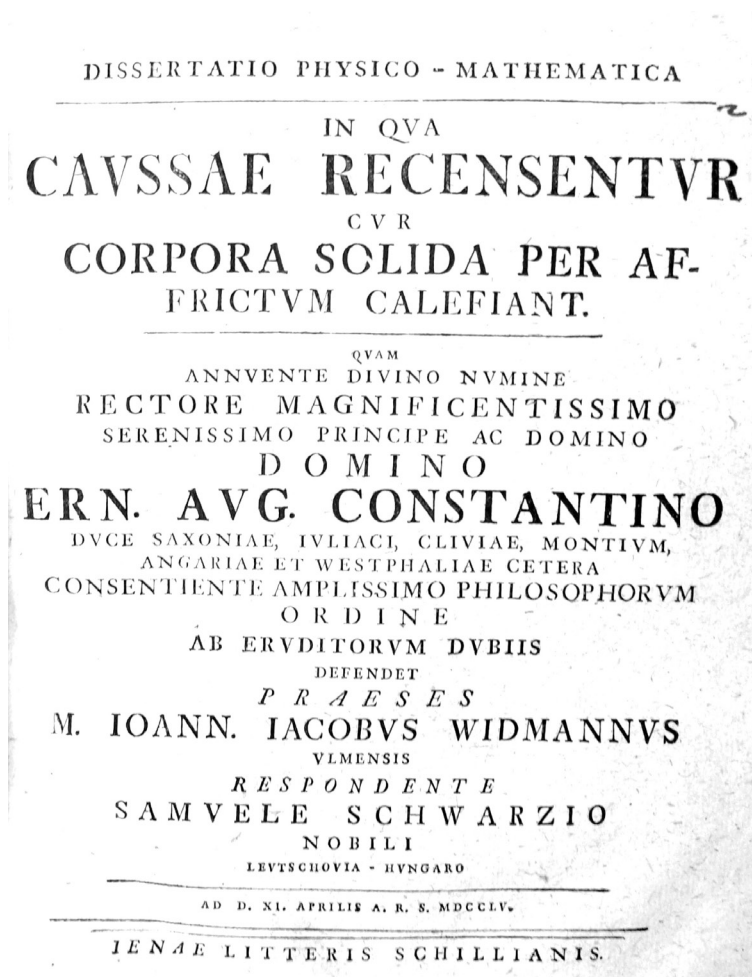 DISSERTATIO PHYSICO - MATHEMATICA
IN QVA
CAVSSAE RECENSENTVR
CVR
CORPORA SOLIDA PER AF-
FRICTVM CALEFIANT.
QVAM
ANNVENTE DIVINO NVMINE
RECTORE MAGNIFICENTISSIMO
SERENISSIMO PRINCIPE AC DOMINO
DOMINO
ERN. AVG. CONSTANTINO
DVCE SAXONIAE, IVLIACI, CLIVIAE, MONTIVM,
ANGARIAE ET WESTPHALIAE CETERA
CONSENTIENTE AMPLISSIMO PHILOSOPHORVM
ORDINE
AB ERVDITORVM DVBIIS
DEFENDET
PRAESES
M. IOANN. IACOBVS WIDMANNVS
VLMENSIS
RESPONDENTE
SAMVELE SCHWARZIO
NOBILI
LEVTSCHOVIA - HVNGARO
AD D. XI. APRILIS A. R. S. MDCCLV.
IENAE LITTERIS SCHILLIANIS.